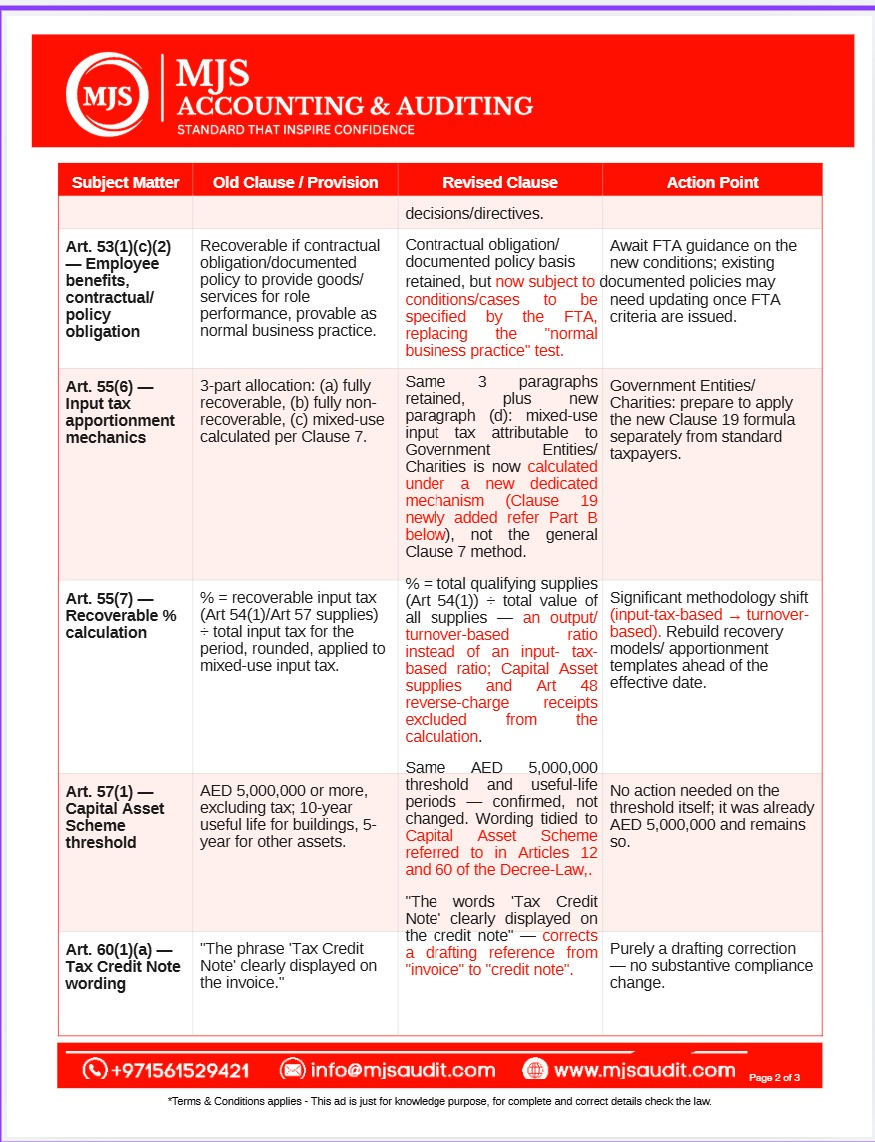 MJS
MJS
ACCOUNTING & AUDITING
STANDARD THAT INSPIRE CONFIDENCE
Subject Matter
Old Clause / Provision
Revised Clause
Action Point
decisions/directives.
Art. 53(1)(c)(2)
— Employee
benefits,
contractual/
policy
obligation
Recoverable if contractual
obligation/documented
policy to provide goods/
services for role
performance, provable as
normal business practice.
Contractual obligation/
documented policy basis
retained, but now subject to
conditions/cases to be
specified by the FTA,
replacing the "normal
business practice" test.
Await FTA guidance on the
new conditions; existing
documented policies may
need updating once FTA
criteria are issued.
Art. 55(6) —
Input tax
apportionment
mechanics
3-part allocation: (a) fully
recoverable, (b) fully non-
recoverable, (c) mixed-use
calculated per Clause 7.
Same 3 paragraphs
retained, plus new
paragraph (d): mixed-use
input tax attributable to
Government Entities/
Charities is now calculated
under a new dedicated
mechanism (Clause 19
newly added refer Part B
below), not the general
Clause 7 method.
Government Entities/
Charities: prepare to apply
the new Clause 19 formula
separately from standard
taxpayers.
Art. 55(7) —
Recoverable %
calculation
% = recoverable input tax
(Art 54(1)/Art 57 supplies)
÷ total input tax for the
period, rounded, applied to
mixed-use input tax.
% = total qualifying supplies
(Art 54(1)) ÷ total value of
all supplies — an output/
turnover-based ratio
instead of an input- tax-
based ratio; Capital Asset
supplies and Art 48
reverse-charge receipts
excluded from the
calculation.
Significant methodology shift
(input-tax-based → turnover-
based). Rebuild recovery
models/ apportionment
templates ahead of the
effective date.
Art. 57(1) —
Capital Asset
Scheme
threshold
AED 5,000,000 or more,
excluding tax; 10-year
useful life for buildings, 5-
year for other assets.
Same AED 5,000,000
threshold and useful-life
periods — confirmed, not
changed. Wording tidied to
Capital Asset Scheme
referred to in Articles 12
and 60 of the Decree-Law,.
No action needed on the
threshold itself; it was already
AED 5,000,000 and remains
so.
Art. 60(1)(a) —
Tax Credit Note
wording
"The phrase 'Tax Credit
Note' clearly displayed on
the invoice."
"The words 'Tax Credit
Note' clearly displayed on
the credit note" — corrects
a drafting reference from
"invoice" to "credit note".
Purely a drafting correction
— no substantive compliance
change.
+971561529421
info@mjsaudit.com
www.mjsaudit.com
Page 2 of 3
*Terms & Conditions applies - This ad is just for knowledge purpose, for complete and correct details check the law.